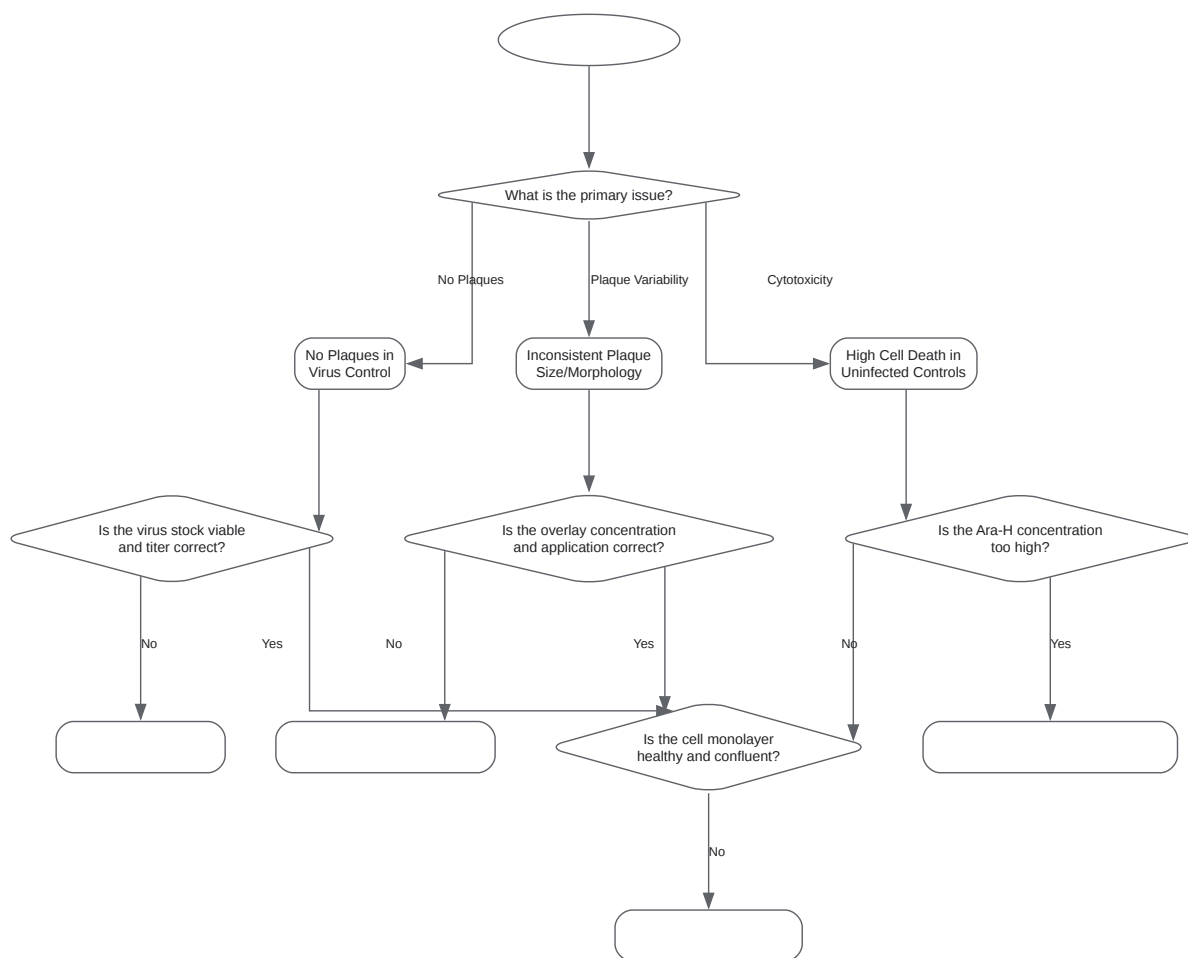 What is the primary issue?
No Plaques
Plaque Variability
Cytotoxicity
No Plaques in
Virus Control
Inconsistent Plaque
Size/Morphology
High Cell Death in
Uninfected Controls
Is the virus stock viable
and titer correct?
Is the overlay concentration
and application correct?
Is the Ara-H concentration
too high?
No
Yes
No
Yes
No
Yes
Is the cell monolayer
healthy and confluent?
No